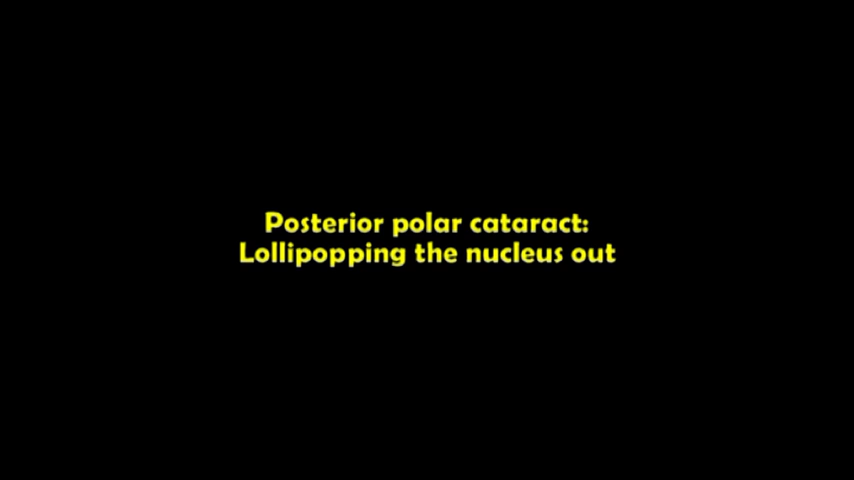 Posterior polar cataract:
Lollipopping the nucleus out